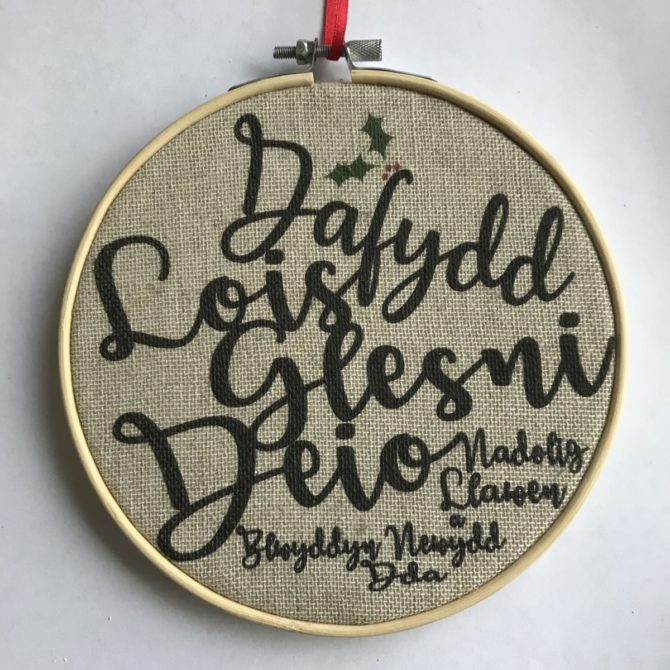 Dafydd
Lois
Glesni
Deio
Nadolig
Llawen
a
Blwyddyn Newydd
Dda